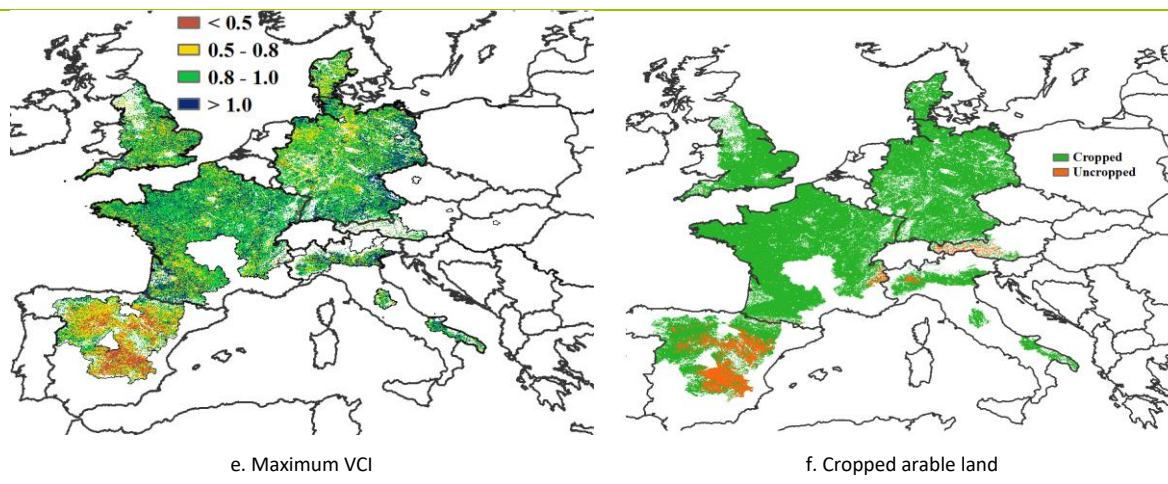 < 0.5
0.5 - 0.8
0.8 - 1.0
> 1.0
Cropped
Uncropped
e. Maximum VCI
f. Cropped arable land